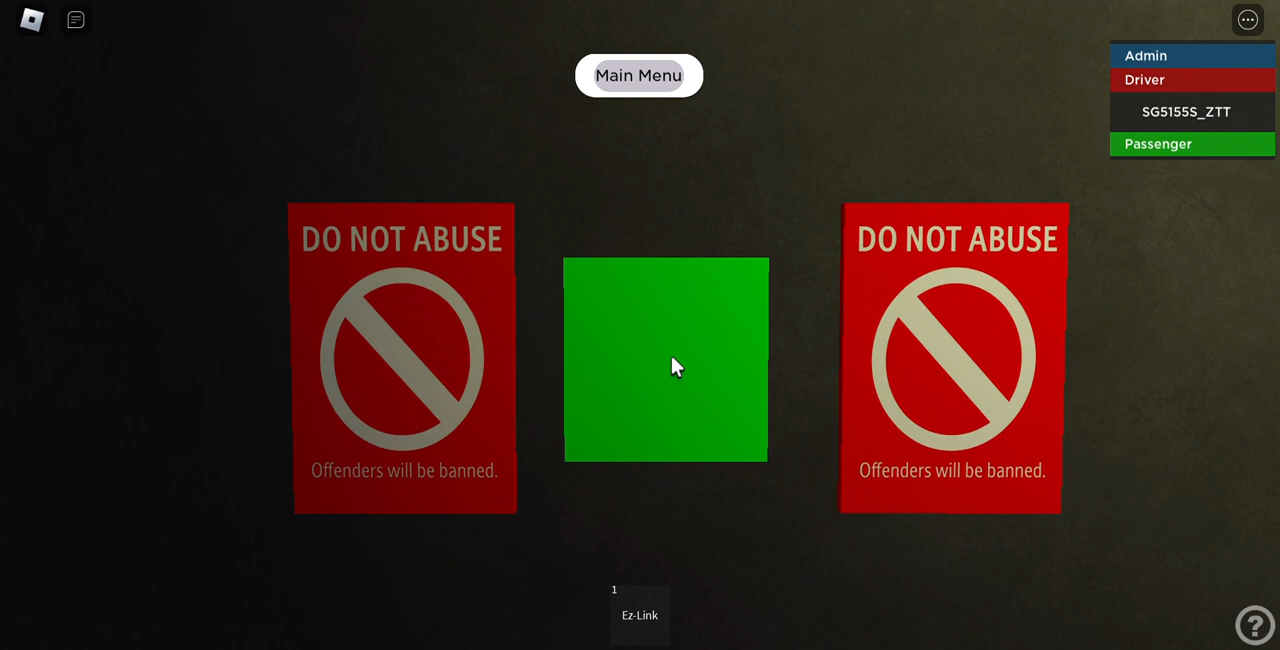 Main Menu
Admin
Driver
SG5155S_ZTT
Passenger
DO NOT ABUSE
Offenders will be banned.
DO NOT ABUSE
Offenders will be banned.
1
Ez-Link
?